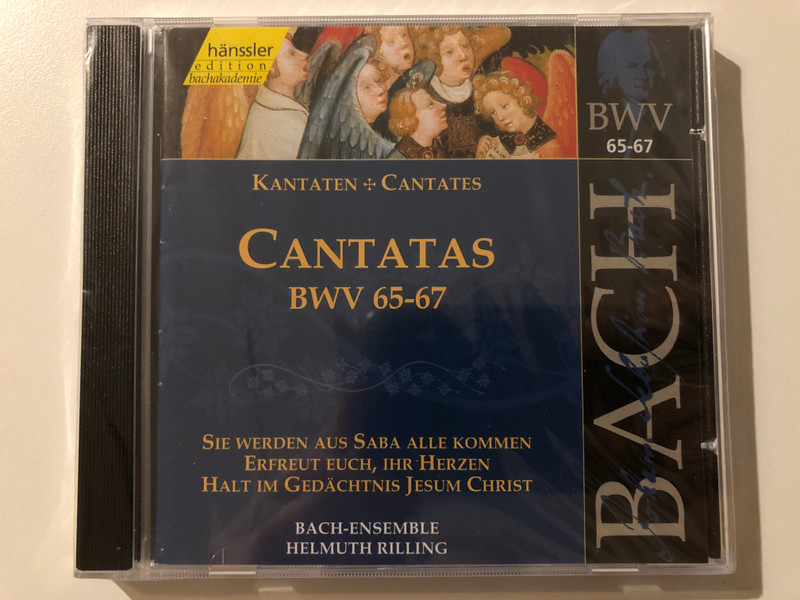 hänssler
edition
bachakademie
BWV
65-67
KANTATEN ✢ CANTATES
CANTATAS
BWV 65-67
SIE WERDEN AUS SABA ALLE KOMMEN
ERFREUT EUCH, IHR HERZEN
HALT IM GEDÄCHTNIS JESUM CHRIST
BACH-ENSEMBLE
HELMUTH RILLING
BACH